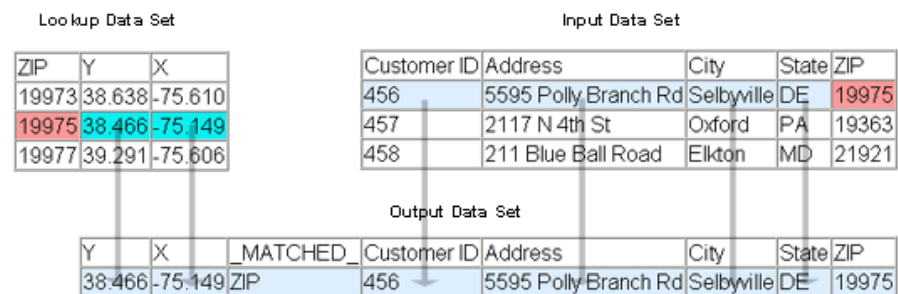 Lookup Data Set
ZIP Y X
19973 38.638 -75.610
19975 38.466 -75.149
19977 39.291 -75.606
Input Data Set
Customer ID Address City State ZIP
456 5595 Polly Branch Rd Selbyville DE 19975
457 2117 N 4th St Oxford PA 19363
458 211 Blue Ball Road Elkton MD 21921
Output Data Set
Y X _MATCHED_ Customer ID Address City State ZIP
38.466 -75.149 ZIP 456 5595 Polly Branch Rd Selbyville DE 19975